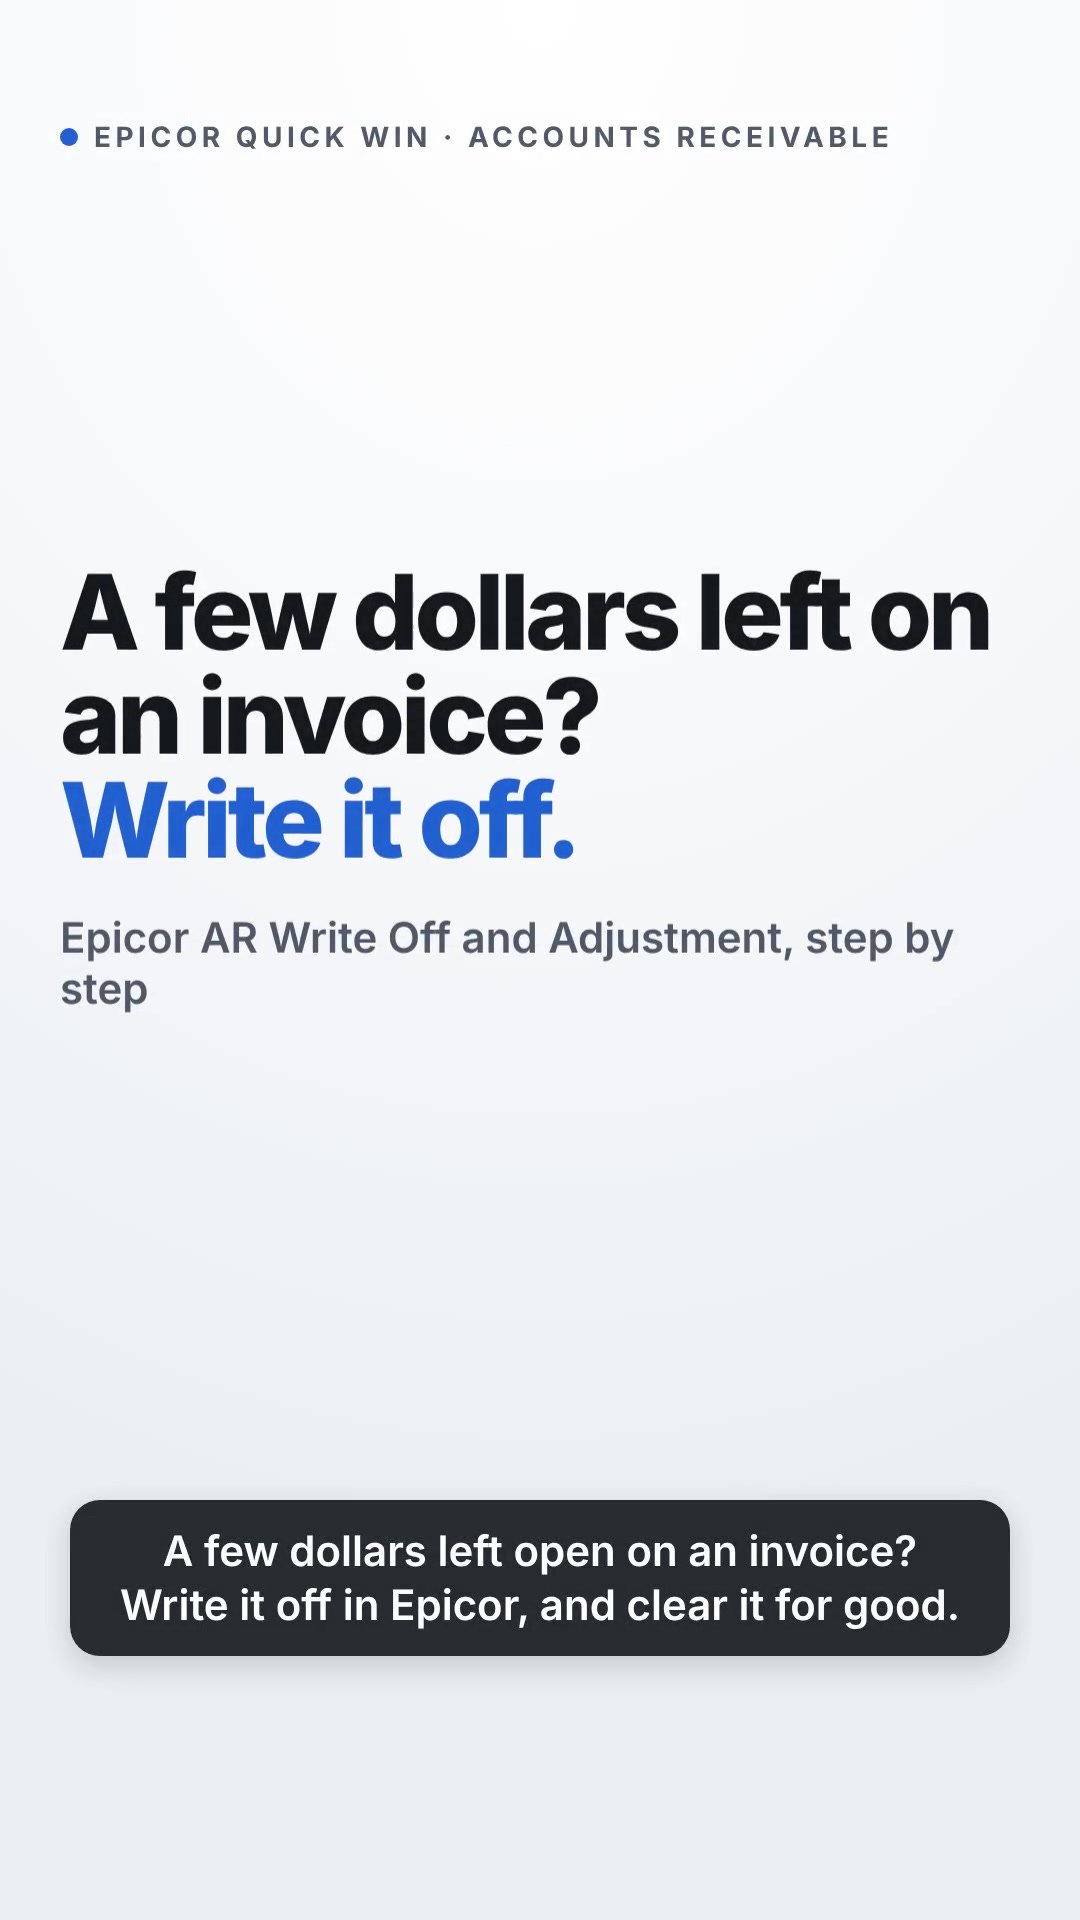 EPICOR QUICK WIN · ACCOUNTS RECEIVABLE
A few dollars left on
an invoice?
Write it off.
Epicor AR Write Off and Adjustment, step by
step
A few dollars left open on an invoice?
Write it off in Epicor, and clear it for good.